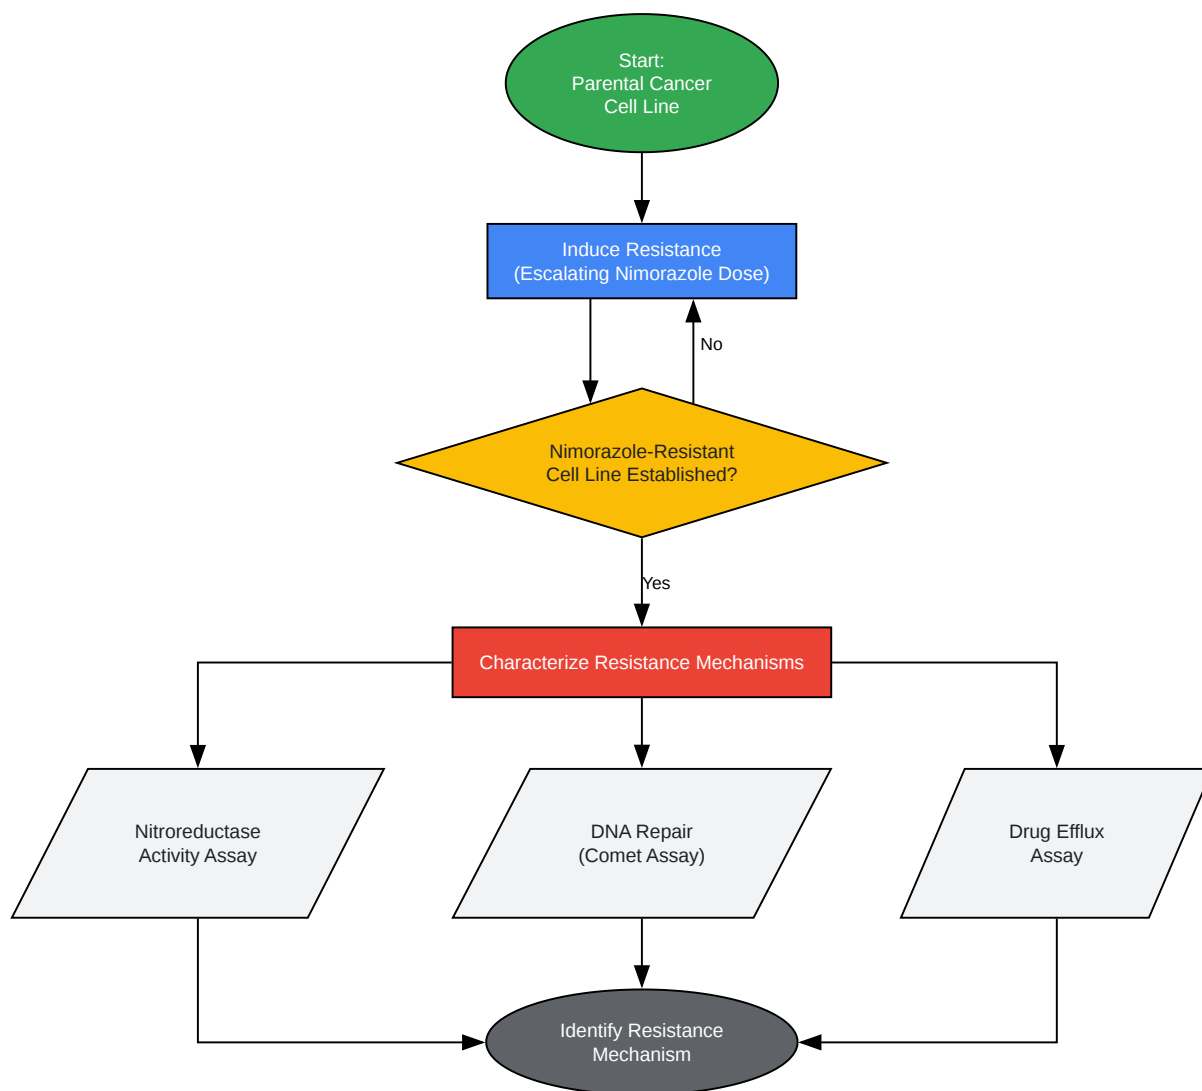 Start:
Parental Cancer
Cell Line
Induce Resistance
(Escalating Nimorazole Dose)
No
Nimorazole-Resistant
Cell Line Established?
Yes
Characterize Resistance Mechanisms
Nitroreductase
Activity Assay
DNA Repair
(Comet Assay)
Drug Efflux
Assay
Identify Resistance
Mechanism